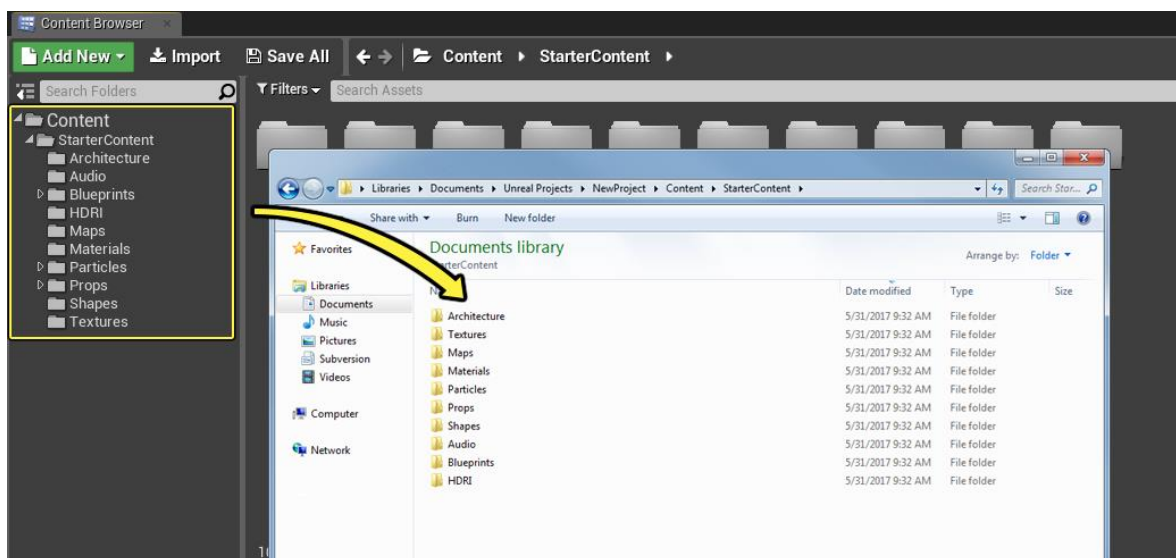 Content Browser
Add New Import Save All Content StarterContent
Search Folders Filters Search Assets
Content
StarterContent
Architecture
Audio
Blueprints
HDRI
Maps
Materials
Particles
Props
Shapes
Textures
Libraries Documents Unreal Projects NewProject Content StarterContent Search Star...
Share with Burn New folder
Favorites
Libraries
Documents
Music
Pictures
Subversion
Videos
Computer
Network
Documents library
StarterContent
Arrange by: Folder
Date modified Type Size
Architecture 5/31/2017 9:32 AM File folder
Textures 5/31/2017 9:32 AM File folder
Maps 5/31/2017 9:32 AM File folder
Materials 5/31/2017 9:32 AM File folder
Particles 5/31/2017 9:32 AM File folder
Props 5/31/2017 9:32 AM File folder
Shapes 5/31/2017 9:32 AM File folder
Audio 5/31/2017 9:32 AM File folder
Blueprints 5/31/2017 9:32 AM File folder
HDRI 5/31/2017 9:32 AM File folder